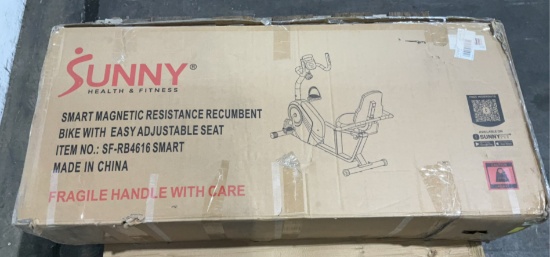 SUNNY®
HEALTH & FITNESS
SMART MAGNETIC RESISTANCE RECUMBENT
BIKE WITH EASY ADJUSTABLE SEAT
ITEM NO.: SF-RB4616 SMART
MADE IN CHINA
FRAGILE HANDLE WITH CARE
SUNNYFIT